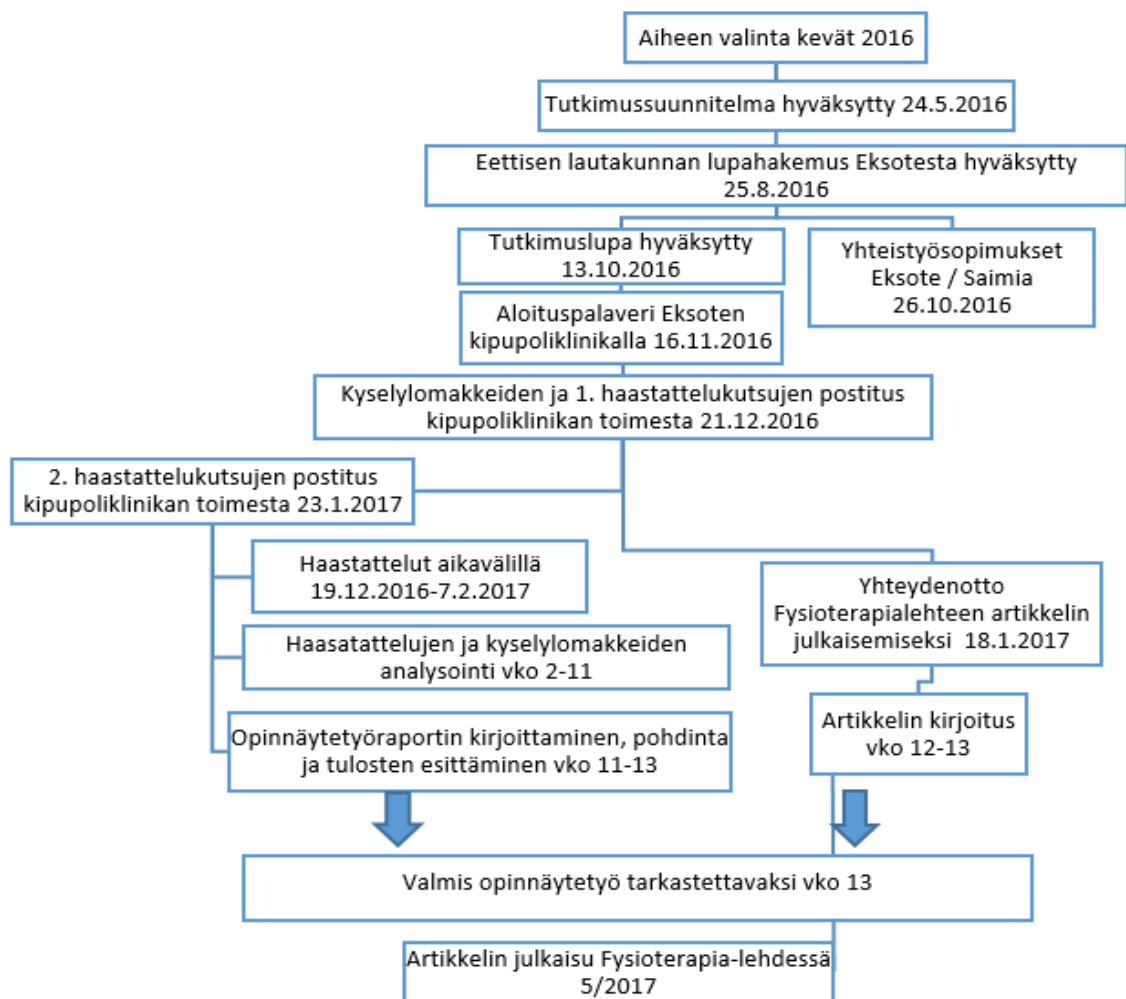 Aiheen valinta kevät 2016
Tutkimussuunnitelma hyväksytty 24.5.2016
Eettisen lautakunnan lupahakemus Eksotesta hyväksytty
25.8.2016
Tutkimuslupa hyväksytty
13.10.2016
Yhteistyösopimukset
Eksote / Saimia
26.10.2016
Aloituspalaveri Eksoten
kipupoliklinikalla 16.11.2016
Kyselylomakkeiden ja 1. haastattelukutsujen postitus
kipupoliklinikan toimesta 21.12.2016
2. haastattelukutsujen postitus
kipupoliklinikan toimesta 23.1.2017
Haastattelut aikavälillä
19.12.2016-7.2.2017
Haasatattelujen ja kyselylomakkeiden
analysointi vko 2-11
Opinnäytetyöraportin kirjoittaminen, pohdinta
ja tulosten esittäminen vko 11-13
Yhteydenotto
Fysioterapialehteen artikkelin
julkaisemiseksi 18.1.2017
Artikkelin kirjoitus
vko 12-13
Valmis opinnäytetyö tarkastettavaksi vko 13
Artikkelin julkaisu Fysioterapia-lehdessä
5/2017